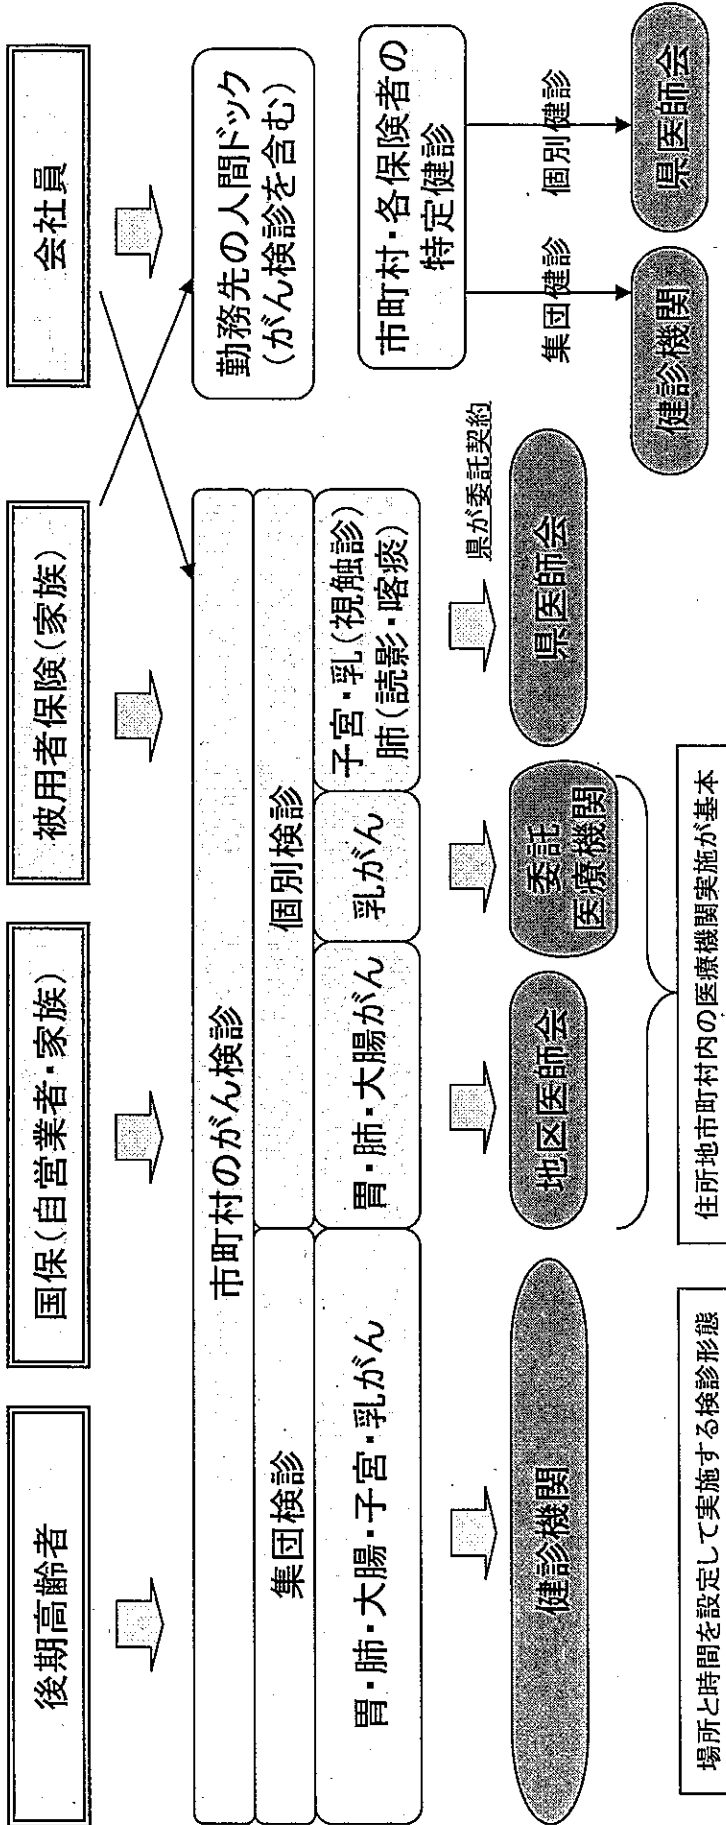 後期高齢者
国保(自営業者・家族)
被用者保険(家族)
会社員
市町村のがん検診
集団検診
個別検診
胃・肺・大腸・子宮・乳がん
胃・肺・大腸がん
乳がん
子宮・乳(視触診)
肺(読影・喀痰)
勤務先の人間ドック
(がん検診を含む)
市町村・各保険者の
特定健診
県が委託契約
集団健診
個別健診
健診機関
地区医師会
委託
医療機関
県医師会
健診機関
県医師会
場所と時間を設定して実施する検診形態
住所地市町村内の医療機関実施が基本